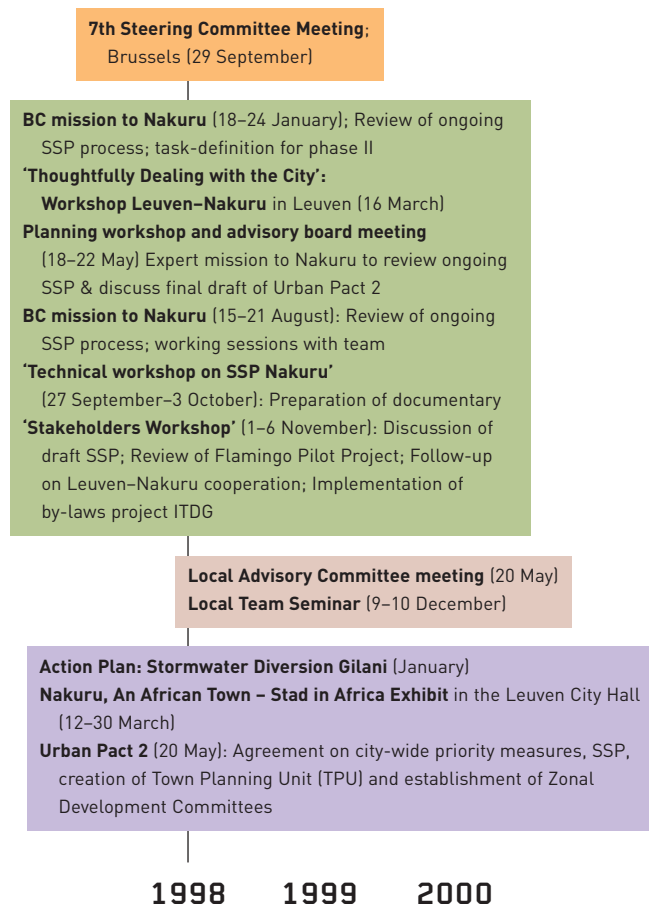 7th Steering Committee Meeting;
Brussels (29 September)
BC mission to Nakuru (18–24 January); Review of ongoing
SSP process; task-definition for phase II
‘Thoughtfully Dealing with the City’:
Workshop Leuven–Nakuru in Leuven (16 March)
Planning workshop and advisory board meeting
(18–22 May) Expert mission to Nakuru to review ongoing
SSP & discuss final draft of Urban Pact 2
BC mission to Nakuru (15–21 August): Review of ongoing
SSP process; working sessions with team
‘Technical workshop on SSP Nakuru’
(27 September–3 October): Preparation of documentary
‘Stakeholders Workshop’ (1–6 November): Discussion of
draft SSP; Review of Flamingo Pilot Project; Follow-up
on Leuven–Nakuru cooperation; Implementation of
by-laws project ITDG
Local Advisory Committee meeting (20 May)
Local Team Seminar (9–10 December)
Action Plan: Stormwater Diversion Gilani (January)
Nakuru, An African Town – Stad in Africa Exhibit in the Leuven City Hall
(12–30 March)
Urban Pact 2 (20 May): Agreement on city-wide priority measures, SSP,
creation of Town Planning Unit (TPU) and establishment of Zonal
Development Committees
1998 1999 2000